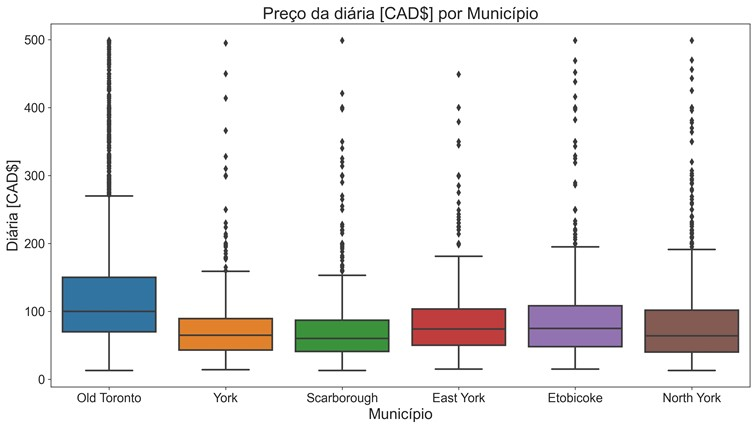 Preço da diária [CAD$] por Município
Diária [CAD$]
500
400
300
200
100
0
Old Toronto
York
Scarborough
East York
Etobicoke
North York
Município